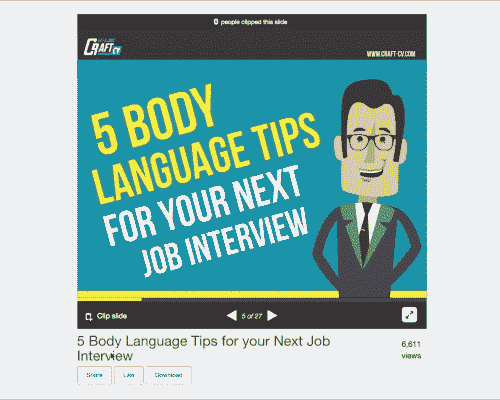 0 people clipped this slide
CRAFT CV
WWW.CRAFT-CV.COM
5 BODY
LANGUAGE TIPS
FOR YOUR NEXT
JOB INTERVIEW
Clip slide
5 of 27
5 Body Language Tips for your Next Job
Interview
6,611
views
Share
Like
Download